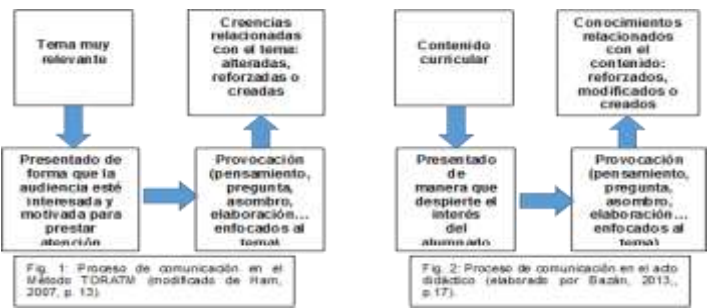 Tema muy
relevante
Presentado de
forma que la
audiencia esté
interesada y
motivada para
prestar
atención
Provocación
(pensamiento,
pregunta,
asombro,
elaboración...
enfocados al
tema)
Creencias
relacionadas
con el tema:
alteradas,
reforzadas o
creadas
Fig. 1: Proceso de comunicación en el
Método TORATM (modificado de Ham,
2007, p. 13).
Contenido
curricular
Presentado
de
manera que
despierte el
interés
del
alumnado
Provocación
(pensamiento,
pregunta,
asombro,
elaboración...
enfocados al
tema)
Conocimientos
relacionados
con el
contenido:
reforzados,
modificados o
creados
Fig. 2: Proceso de comunicación en el acto
didáctico (elaborado por Bazán, 2013,,
p.17).